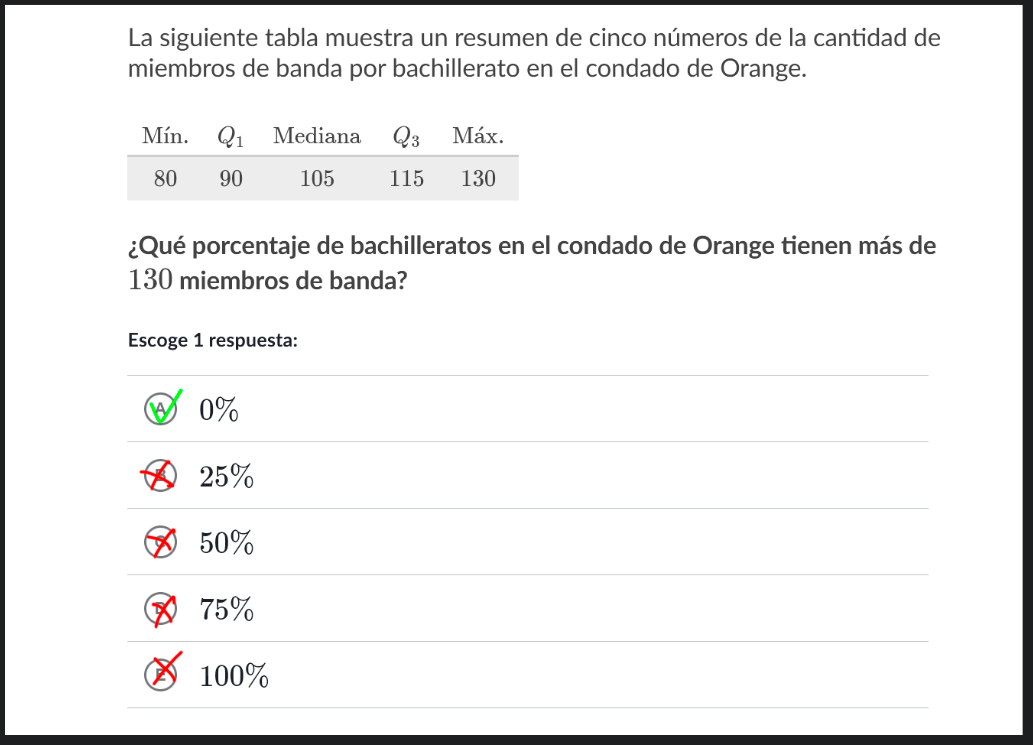 La siguiente tabla muestra un resumen de cinco números de la cantidad de
miembros de banda por bachillerato en el condado de Orange.
Mín. Q₁ Mediana Q₃ Máx.
80 90 105 115 130
¿Qué porcentaje de bachilleratos en el condado de Orange tienen más de
130 miembros de banda?
Escoge 1 respuesta:
A 0%
B 25%
C 50%
D 75%
E 100%